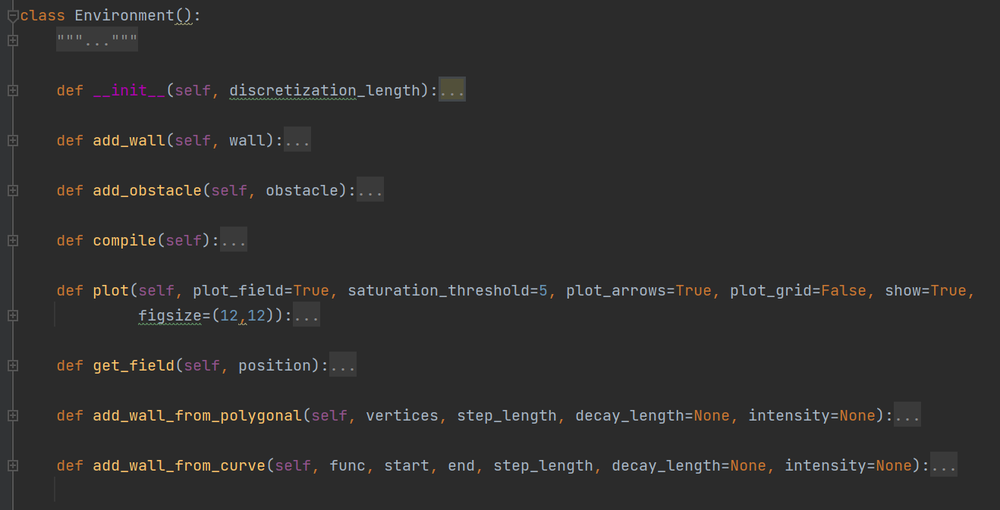 class Environment():
"""..."""
def __init__(self, discretization_length):...
def add_wall(self, wall):...
def add_obstacle(self, obstacle):...
def compile(self):...
def plot(self, plot_field=True, saturation_threshold=5, plot_arrows=True, plot_grid=False, show=True,
figsize=(12,12)):...
def get_field(self, position):...
def add_wall_from_polygonal(self, vertices, step_length, decay_length=None, intensity=None):...
def add_wall_from_curve(self, func, start, end, step_length, decay_length=None, intensity=None):...